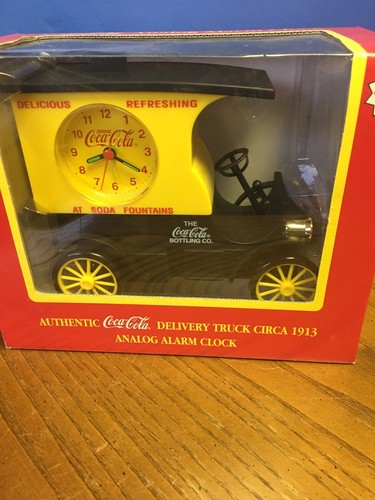 DELICIOUS REFRESHING
12
11 1
10 2
9 3
8 4
7 6 5
DRINK
Coca-Cola®
AT SODA FOUNTAINS
THE
Coca-Cola®
BOTTLING CO.
AUTHENTIC Coca-Cola® DELIVERY TRUCK CIRCA 1913
ANALOG ALARM CLOCK